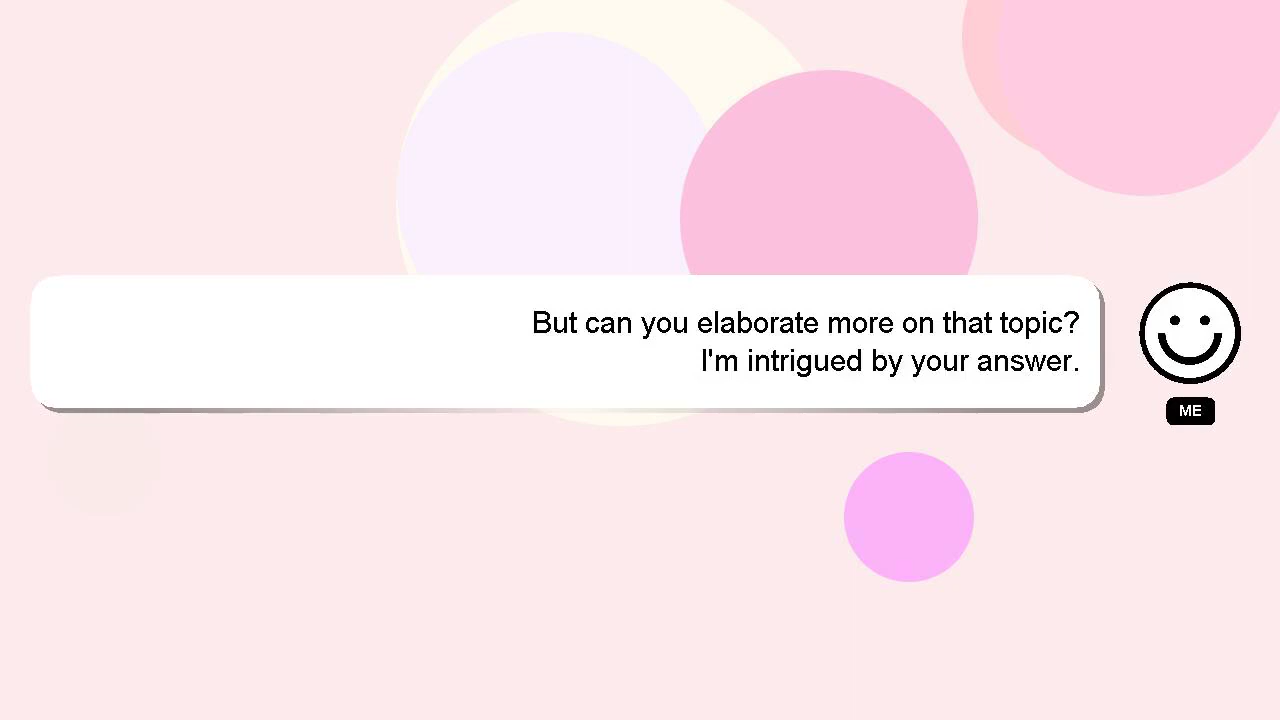 But can you elaborate more on that topic?
I'm intrigued by your answer.
ME